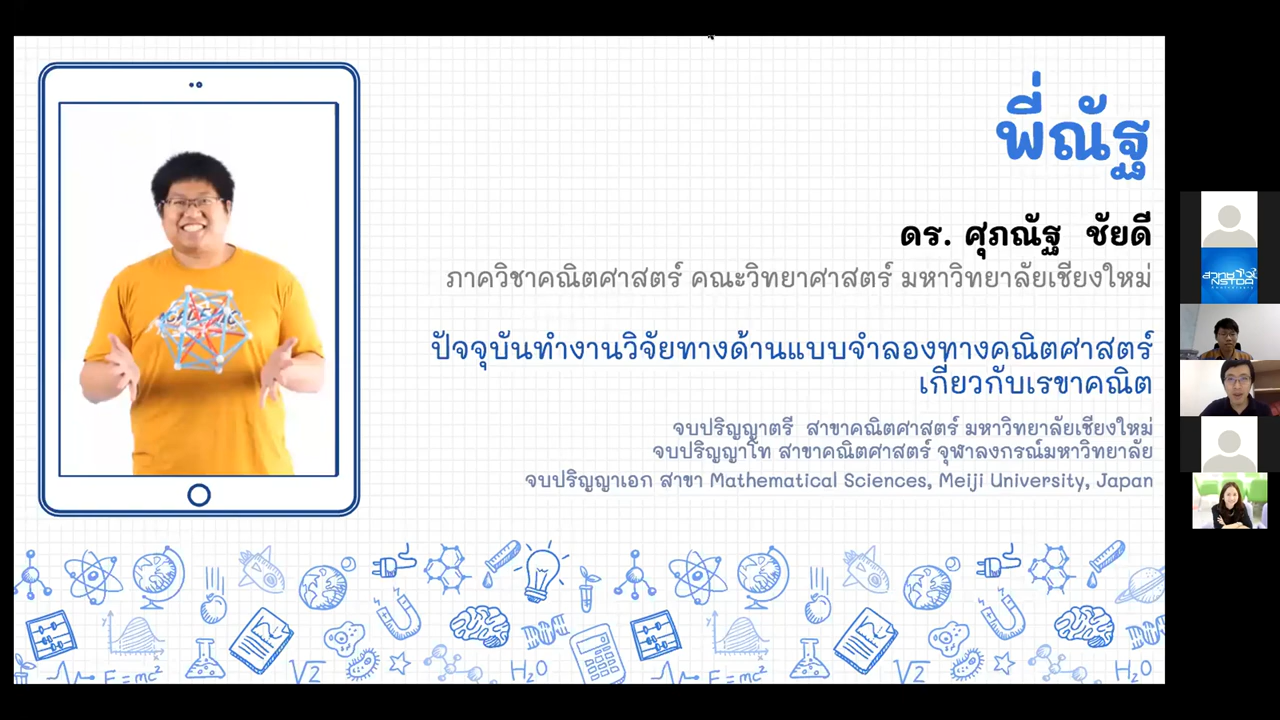 พี่ณัฐ
ดร. ศุภณัฐ ชัยดี
ภาควิชาคณิตศาสตร์ คณะวิทยาศาสตร์ มหาวิทยาลัยเชียงใหม่
ปัจจุบันทำงานวิจัยทางด้านแบบจำลองทางคณิตศาสตร์
เกี่ยวกับเรขาคณิต
จบปริญญาตรี สาขาคณิตศาสตร์ มหาวิทยาลัยเชียงใหม่
จบปริญญาโท สาขาคณิตศาสตร์ จุฬาลงกรณ์มหาวิทยาลัย
จบปริญญาเอก สาขา Mathematical Sciences, Meiji University, Japan
สวทช
NSTDA
y
x
y
x
E=mc²
√2
H₂O
E=mc²
√2
H₂O